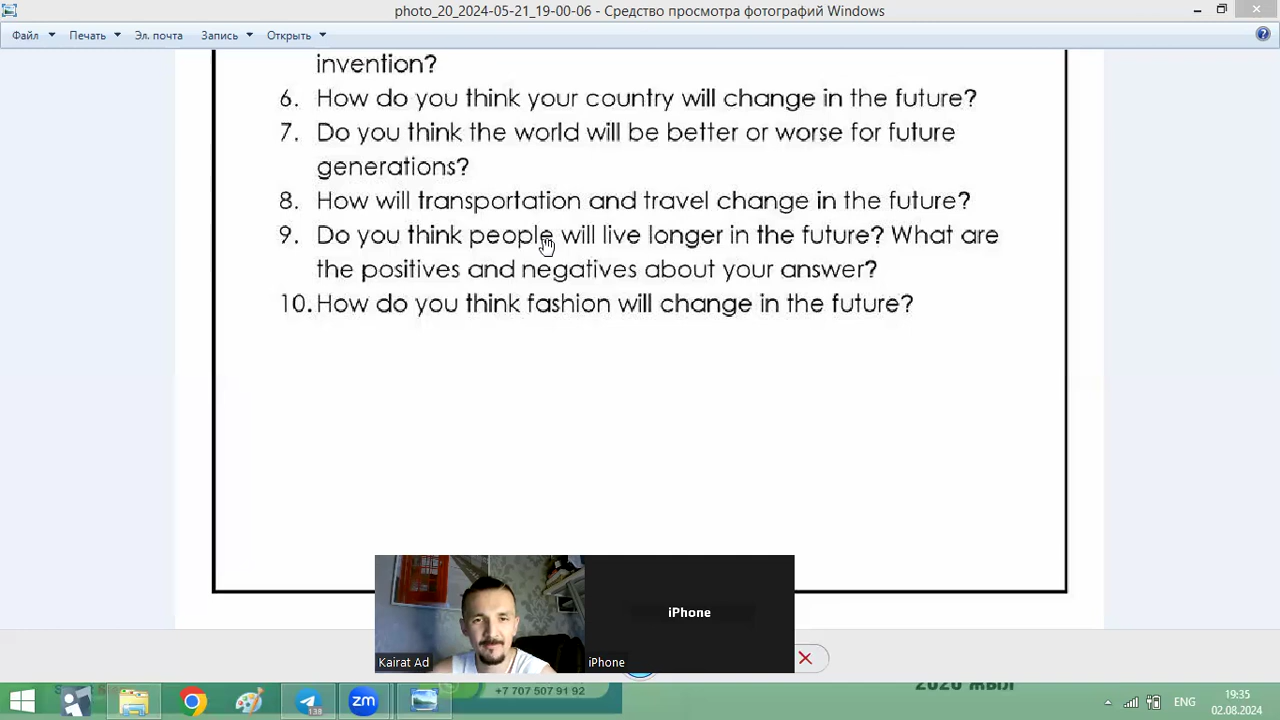 photo_20_2024-05-21_19-00-06 - Средство просмотра фотографий Windows
Файл Печать Эл. почта Запись Открыть
invention?
6. How do you think your country will change in the future?
7. Do you think the world will be better or worse for future
generations?
8. How will transportation and travel change in the future?
9. Do you think people will live longer in the future? What are
the positives and negatives about your answer?
10. How do you think fashion will change in the future?
iPhone
Kairat Ad
iPhone
+7 707 507 91 92
2020 ЖЫЛ
zm
138
ENG
19:35
02.08.2024